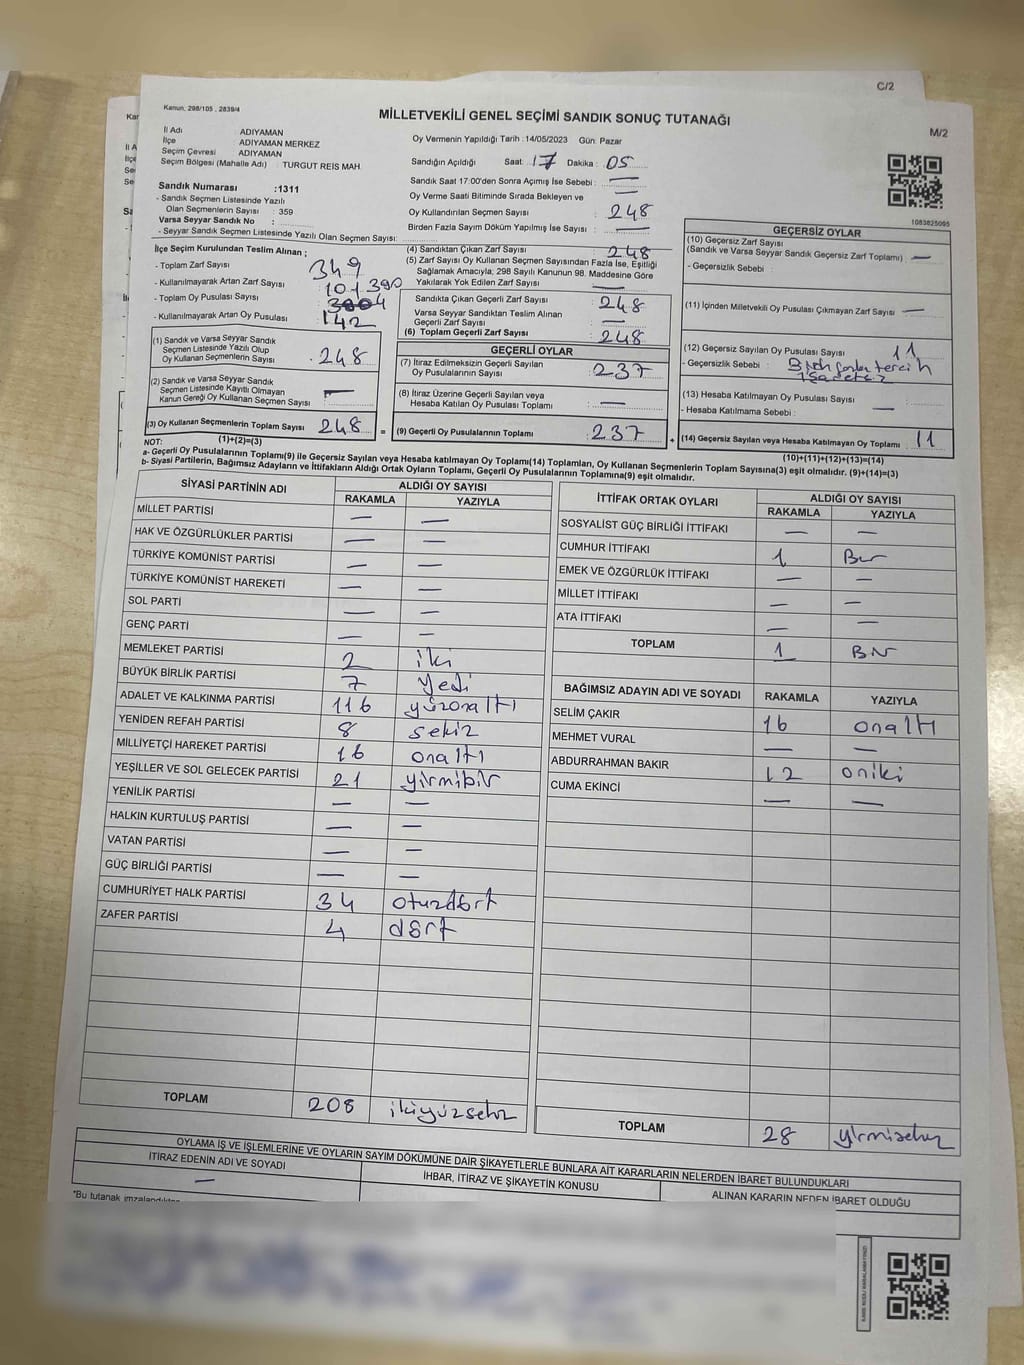 C/2
Kanun, 298/105 , 2839/4
MİLLETVEKİLİ GENEL SEÇİMİ SANDIK SONUÇ TUTANAĞI
M/2
İl Adı ADIYAMAN
İlçe ADIYAMAN MERKEZ
Seçim Çevresi ADIYAMAN
Seçim Bölgesi (Mahalle Adı) : TURGUT REİS MAH.
Oy Vermenin Yapıldığı Tarih : 14/05/2023 Gün: Pazar
Sandığın Açıldığı Saat: 17 Dakika : 05
Sandık Saat 17:00'den Sonra Açımış İse Sebebi : —
Oy Verme Saati Bitiminde Sırada Bekleyen ve —
Oy Kullandırılan Seçmen Sayısı : 248
Birden Fazla Sayım Döküm Yapılmış İse Sayısı : —
Sandık Numarası :1311
- Sandık Seçmen Listesinde Yazılı
Olan Seçmenlerin Sayısı : 359
Varsa Seyyar Sandık No :
- Seyyar Sandık Seçmen Listesinde Yazılı Olan Seçmen Sayısı:
1083825095
İlçe Seçim Kurulundan Teslim Alınan ;
- Toplam Zarf Sayısı : 349
- Kullanılmayarak Artan Zarf Sayısı : 101
- Toplam Oy Pusulası Sayısı : 390
- Kullanılmayarak Artan Oy Pusulası : 142
(1) Sandık ve Varsa Seyyar Sandık
Seçmen Listesinde Yazılı Olup
Oy Kullanan Seçmenlerin Sayısı : 248
(2) Sandık ve Varsa Seyyar Sandık
Seçmen Listesinde Kayıtlı Olmayan
Kanun Gereği Oy Kullanan Seçmen Sayısı : —
(3) Oy Kullanan Seçmenlerin Toplam Sayısı : 248
(1)+(2)=(3)
(4) Sandıktan Çıkan Zarf Sayısı : 248
(5) Zarf Sayısı Oy Kullanan Seçmen Sayısından Fazla İse, Eşitliği
Sağlamak Amacıyla, 298 Sayılı Kanunun 98. Maddesine Göre
Yakılarak Yok Edilen Zarf Sayısı : —
Sandıkta Çıkan Geçerli Zarf Sayısı : 248
Varsa Seyyar Sandıktan Teslim Alınan
Geçerli Zarf Sayısı : —
(6) Toplam Geçerli Zarf Sayısı : 248
GEÇERLİ OYLAR
(7) İtiraz Edilmeksizin Geçerli Sayılan
Oy Pusulalarının Sayısı : 237
(8) İtiraz Üzerine Geçerli Sayılan veya
Hesaba Katılan Oy Pusulası Toplamı : —
= (9) Geçerli Oy Pusulalarının Toplamı : 237 +
GEÇERSİZ OYLAR
(10) Geçersiz Zarf Sayısı
(Sandık ve Varsa Seyyar Sandık Geçersiz Zarf Toplamı) : —
- Geçersizlik Sebebi :
(11) İçinden Milletvekili Oy Pusulası Çıkmayan Zarf Sayısı : —
(12) Geçersiz Sayılan Oy Pusulası Sayısı : 11
- Geçersizlik Sebebi : tercih
(13) Hesaba Katılmayan Oy Pusulası Sayısı :
- Hesaba Katılmama Sebebi : —
(14) Geçersiz Sayılan veya Hesaba Katılmayan Oy Toplamı : 11
(10)+(11)+(12)+(13)=(14)
NOT:
a- Geçerli Oy Pusulalarının Toplamı(9) ile Geçersiz Sayılan ve Hesaba katılmayan Oy Toplamı(14) Toplamları, Oy Kullanan Seçmenlerin Toplam Sayısına(3) eşit olmalıdır. (9)+(14)=(3)
b- Siyasi Partilerin, Bağımsız Adayların ve İttifakların Aldığı Ortak Oyların Toplamı, Geçerli Oy Pusulalarının Toplamına(9) eşit olmalıdır.
SİYASİ PARTİNİN ADI ALDIĞI OY SAYISI
RAKAMLA YAZIYLA
MİLLET PARTİSİ — —
HAK VE ÖZGÜRLÜKLER PARTİSİ — —
TÜRKİYE KOMÜNİST PARTİSİ — —
TÜRKİYE KOMÜNİST HAREKETİ — —
SOL PARTİ — —
GENÇ PARTİ — —
MEMLEKET PARTİSİ 2 iki
BÜYÜK BİRLİK PARTİSİ 7 yedi
ADALET VE KALKINMA PARTİSİ 116 yüzonaltı
YENİDEN REFAH PARTİSİ 8 sekiz
MİLLİYETÇİ HAREKET PARTİSİ 16 onaltı
YEŞİLLER VE SOL GELECEK PARTİSİ 21 yirmibir
YENİLİK PARTİSİ — —
HALKIN KURTULUŞ PARTİSİ — —
VATAN PARTİSİ — —
GÜÇ BİRLİĞİ PARTİSİ — —
CUMHURİYET HALK PARTİSİ 34 otuzdört
ZAFER PARTİSİ 4 dört
TOPLAM 208 ikiyüzsekiz
İTTİFAK ORTAK OYLARI ALDIĞI OY SAYISI
RAKAMLA YAZIYLA
SOSYALİST GÜÇ BİRLİĞİ İTTİFAKI — —
CUMHUR İTTİFAKI 1 Bir
EMEK VE ÖZGÜRLÜK İTTİFAKI — —
MİLLET İTTİFAKI — —
ATA İTTİFAKI — —
TOPLAM 1 Bir
BAĞIMSIZ ADAYIN ADI VE SOYADI RAKAMLA YAZIYLA
SELİM ÇAKIR 16 onaltı
MEHMET VURAL — —
ABDURRAHMAN BAKIR 12 oniki
CUMA EKİNCİ — —
TOPLAM 28 yirmisekiz
OYLAMA İŞ VE İŞLEMLERİNE VE OYLARIN SAYIM DÖKÜMÜNE DAİR ŞİKAYETLERLE BUNLARA AİT KARARLARIN NELERDEN İBARET BULUNDUKLARI
İTİRAZ EDENİN ADI VE SOYADI İHBAR, İTİRAZ VE ŞİKAYETİN KONUSU ALINAN KARARIN NEDEN İBARET OLDUĞU
—
*Bu tutanak imzalandıktan